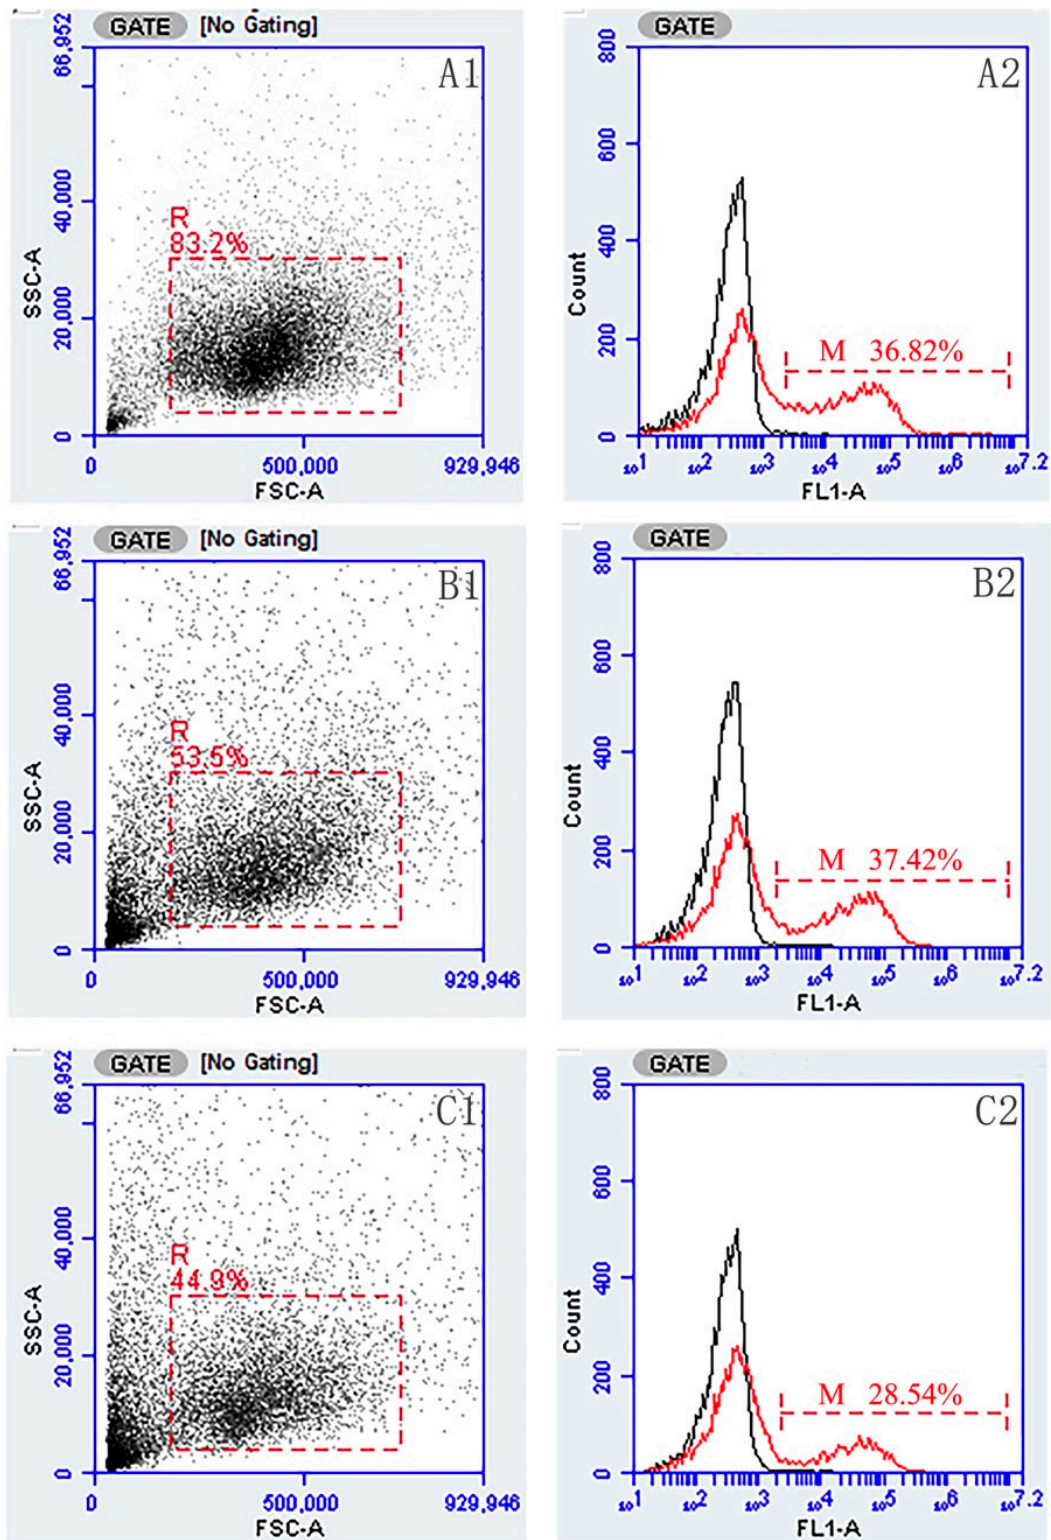 GATE [No Gating]
A1
66,952
40,000
20,000
0
SSC-A
R
83.2%
0 500,000 929,946
FSC-A
GATE
A2
800
600
400
200
0
Count
M 36.82%
10^1 10^2 10^3 10^4 10^5 10^6 10^7.2
FL1-A
GATE [No Gating]
B1
66,952
40,000
20,000
0
SSC-A
R
53.5%
0 500,000 929,946
FSC-A
GATE
B2
800
600
400
200
0
Count
M 37.42%
10^1 10^2 10^3 10^4 10^5 10^6 10^7.2
FL1-A
GATE [No Gating]
C1
66,952
40,000
20,000
0
SSC-A
R
44.9%
0 500,000 929,946
FSC-A
GATE
C2
800
600
400
200
0
Count
M 28.54%
10^1 10^2 10^3 10^4 10^5 10^6 10^7.2
FL1-A